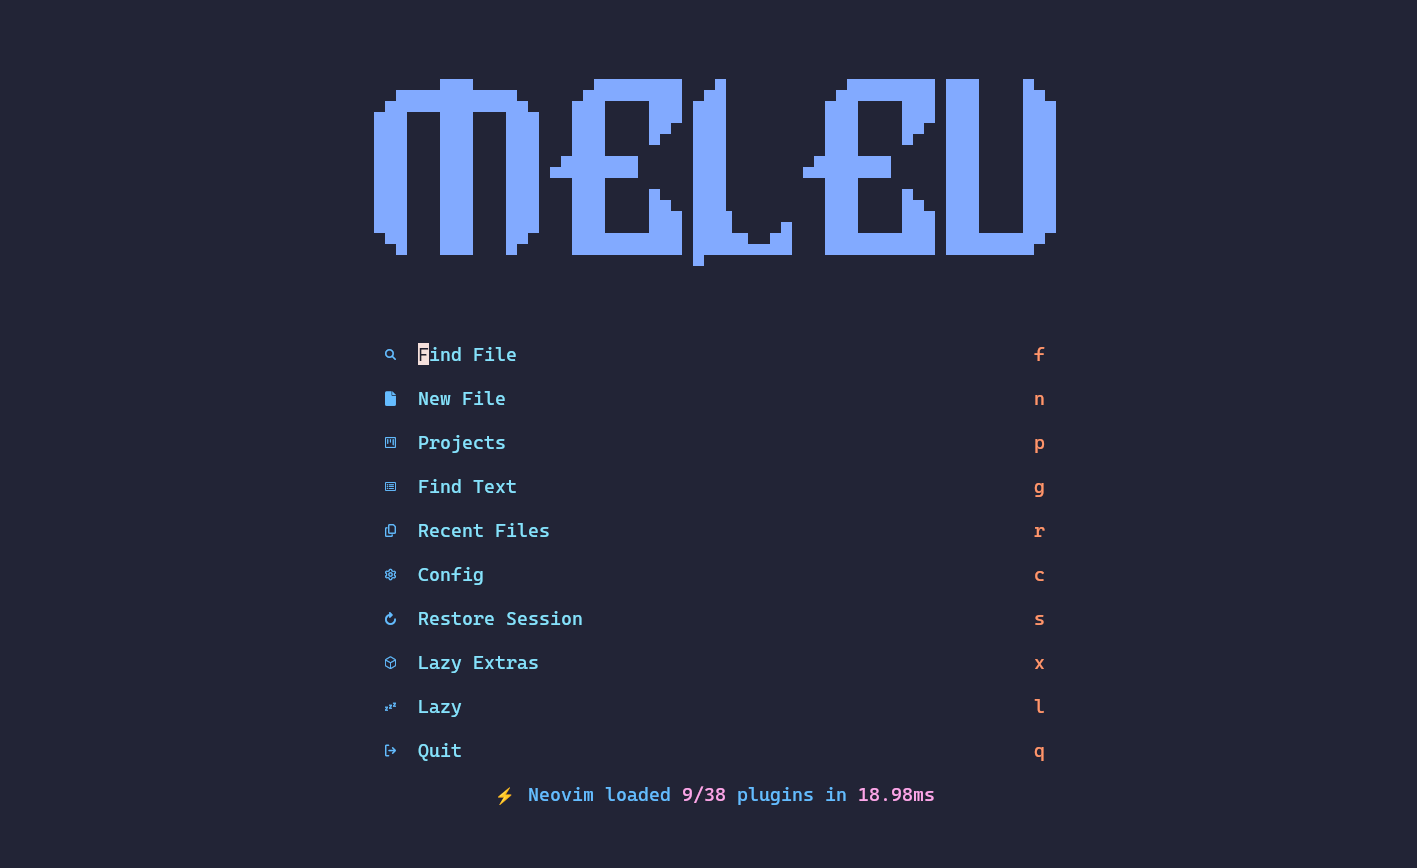 MELEU
Find File f
New File n
Projects p
Find Text g
Recent Files r
Config c
Restore Session s
Lazy Extras x
Lazy l
Quit q
⚡ Neovim loaded 9/38 plugins in 18.98ms